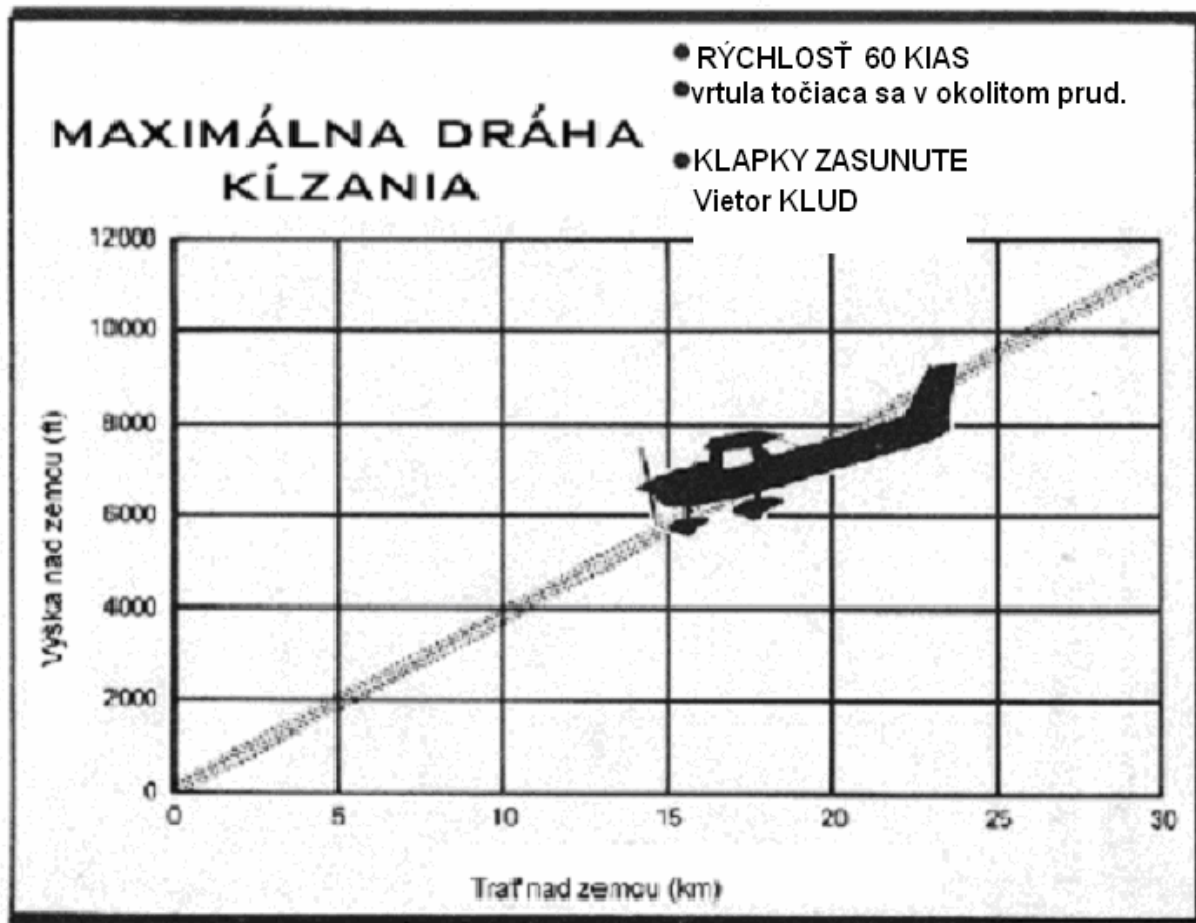 RÝCHLOSŤ 60 KIAS
vrtula točiaca sa v okolitom prud.
MAXIMÁLNA DRÁHA
KĹZANIA
KLAPKY ZASUNUTE
Vietor KLUD
12000
10000
8000
6000
4000
2000
0
Výska nad zemou (ft)
0 5 10 15 20 25 30
Trať nad zemou (km)